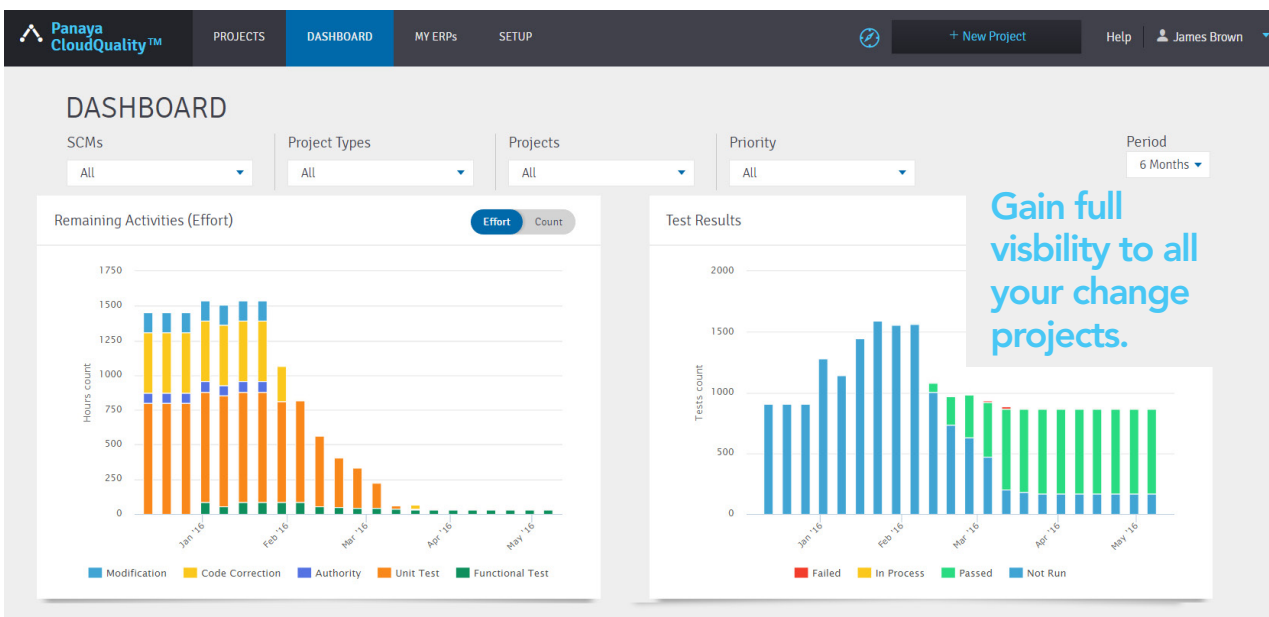 Panaya
CloudQuality™
PROJECTS
DASHBOARD
MY ERPs
SETUP
+ New Project
Help
James Brown
DASHBOARD
SCMs
Project Types
Projects
Priority
Period
All
All
All
All
6 Months
Gain full
visbility to all
your change
projects.
Remaining Activities (Effort)
Effort
Count
1750
1500
1250
1000
750
500
250
0
Hours count
Jan '16
Feb '16
Mar '16
Apr '16
May '16
Modification
Code Correction
Authority
Unit Test
Functional Test
Test Results
2000
1500
1000
500
0
Tests count
Jan '16
Feb '16
Mar '16
Apr '16
May '16
Failed
In Process
Passed
Not Run